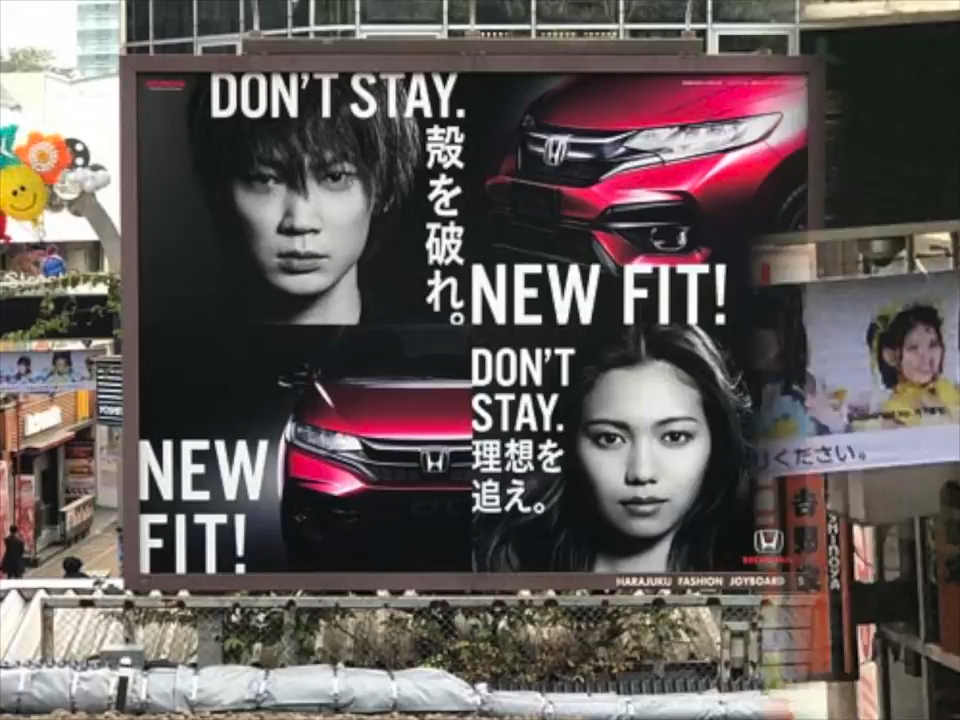 DON'T STAY.
殻を破れ。
NEW FIT!
NEW
FIT!
DON'T
STAY.
理想を
追え。
HONDA
HARAJUKU FASHION JOYBOARD
ください。